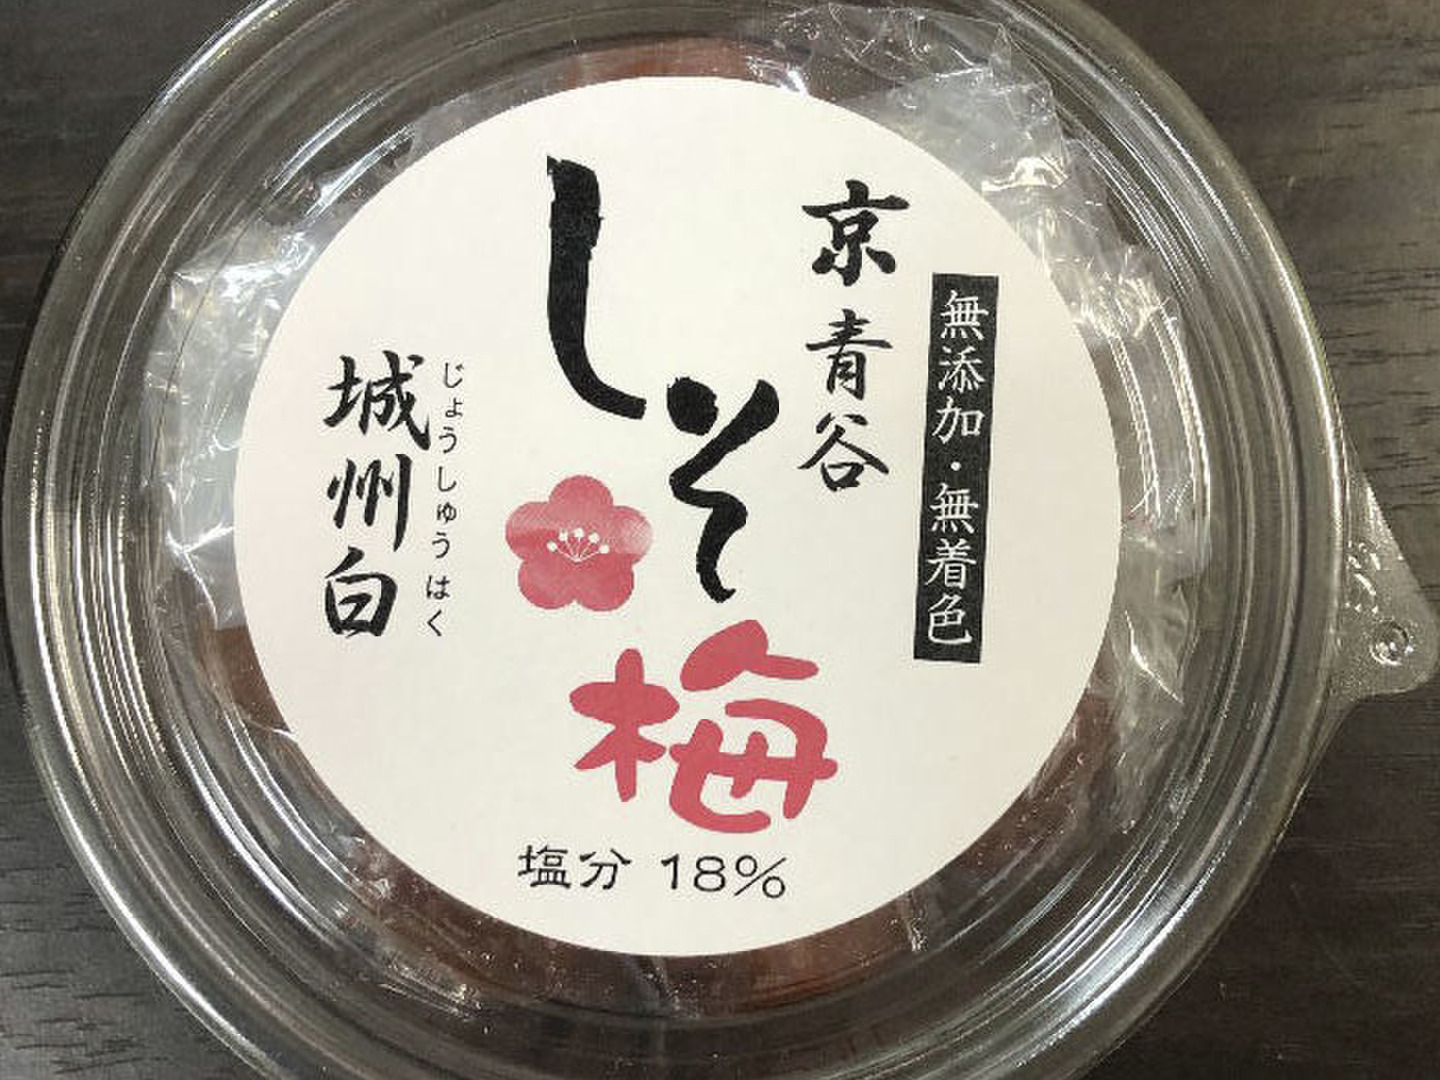 無添加・無着色
京青谷
しそ梅
城州白
じょうしゅうはく
塩分 18%